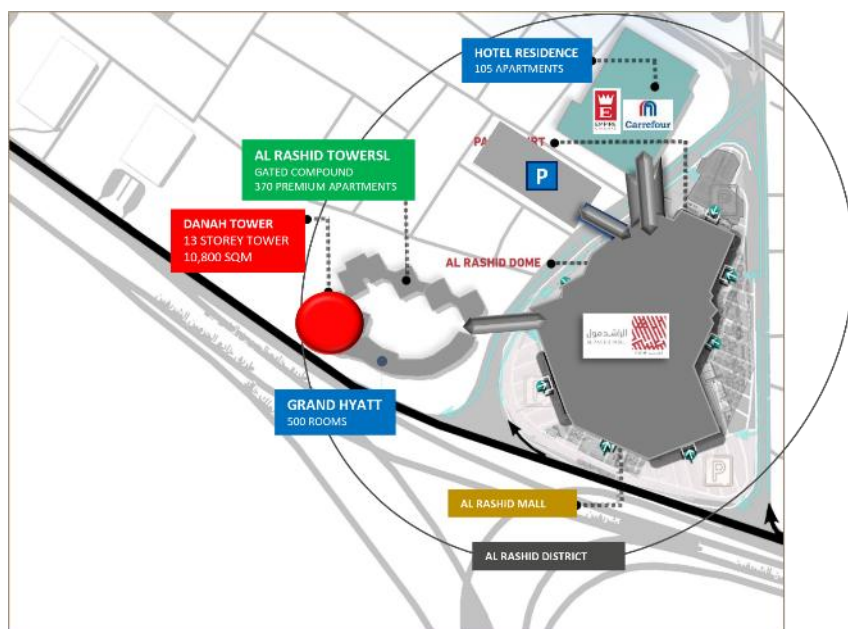 HOTEL RESIDENCE
105 APARTMENTS
E
Carrefour
AL RASHID TOWERSL
GATED COMPOUND
370 PREMIUM APARTMENTS
P
P
DANAH TOWER
13 STOREY TOWER
10,800 SQM
AL RASHID DOME
الراشد مول
GRAND HYATT
500 ROOMS
P
P
AL RASHID MALL
AL RASHID DISTRICT